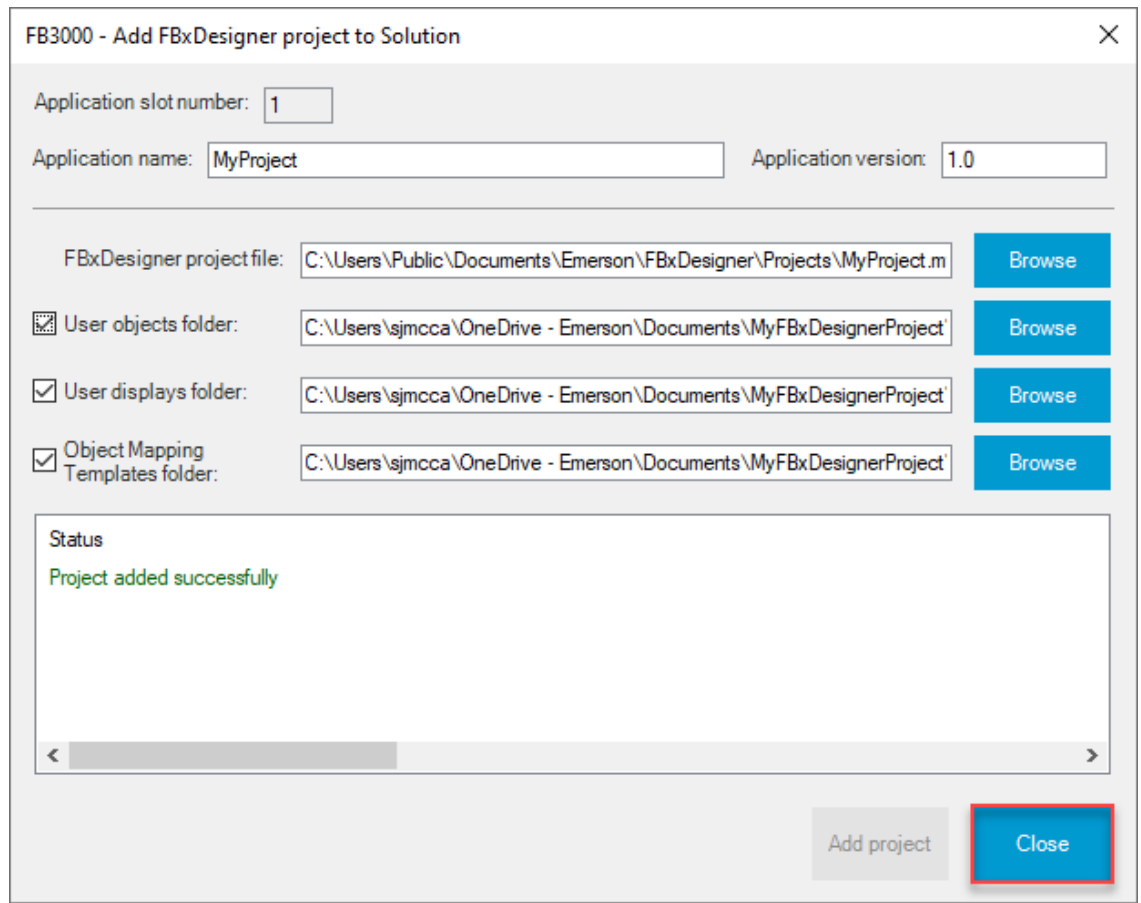 FB3000 - Add FBxDesigner project to Solution
Application slot number: 1
Application name: MyProject Application version: 1.0
FBxDesigner project file: C:\Users\Public\Documents\Emerson\FBxDesigner\Projects\MyProject.m Browse
User objects folder: C:\Users\sjmcca\OneDrive - Emerson\Documents\MyFBxDesignerProject Browse
User displays folder: C:\Users\sjmcca\OneDrive - Emerson\Documents\MyFBxDesignerProject Browse
Object Mapping
Templates folder: C:\Users\sjmcca\OneDrive - Emerson\Documents\MyFBxDesignerProject Browse
Status
Project added successfully
Add project Close